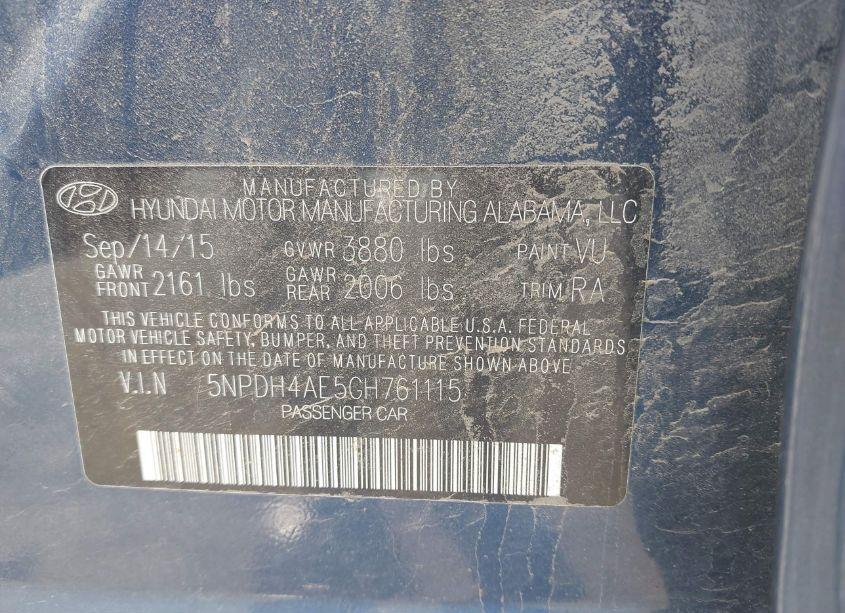 MANUFACTURED BY
HYUNDAI MOTOR MANUFACTURING ALABAMA, LLC
Sep/14/15 GVWR 3880 lbs PAINT VU
GAWR FRONT 2161 lbs GAWR REAR 2006 lbs TRIM RA
THIS VEHICLE CONFORMS TO ALL APPLICABLE U.S.A. FEDERAL
MOTOR VEHICLE SAFETY, BUMPER, AND THEFT PREVENTION STANDARDS
IN EFFECT ON THE DATE OF MANUFACTURE SHOWN ABOVE
V.I.N 5NPDH4AE5GH761115
PASSENGER CAR